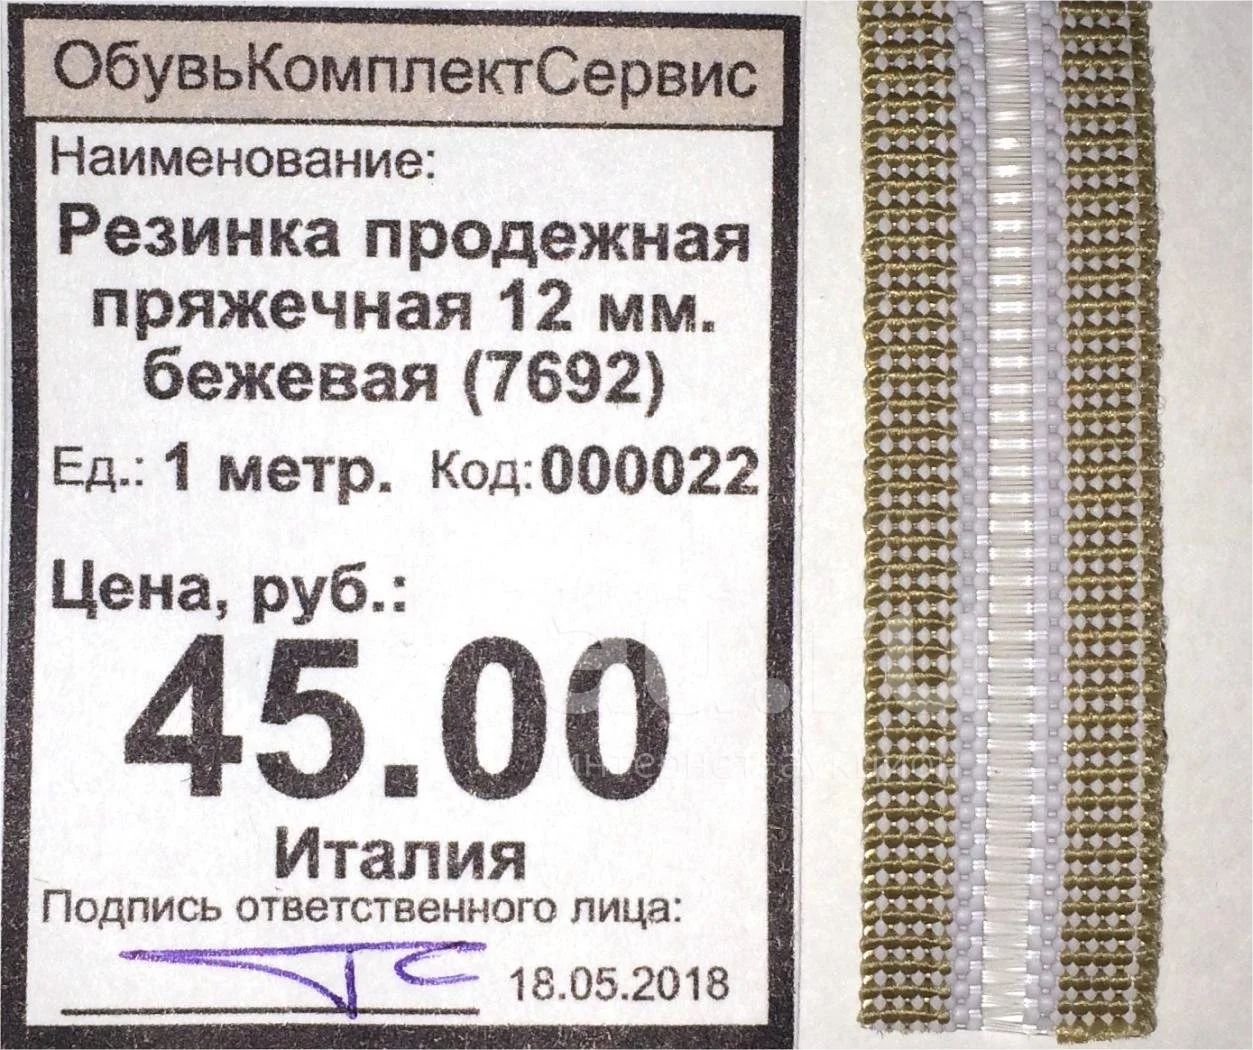 ОбувьКомплектСервис
Наименование:
Резинка продежная
пряжечная 12 мм.
бежевая (7692)
Ед.: 1 метр. Код: 000022
Цена, руб.:
45.00
Италия
Подпись ответственного лица:
18.05.2018